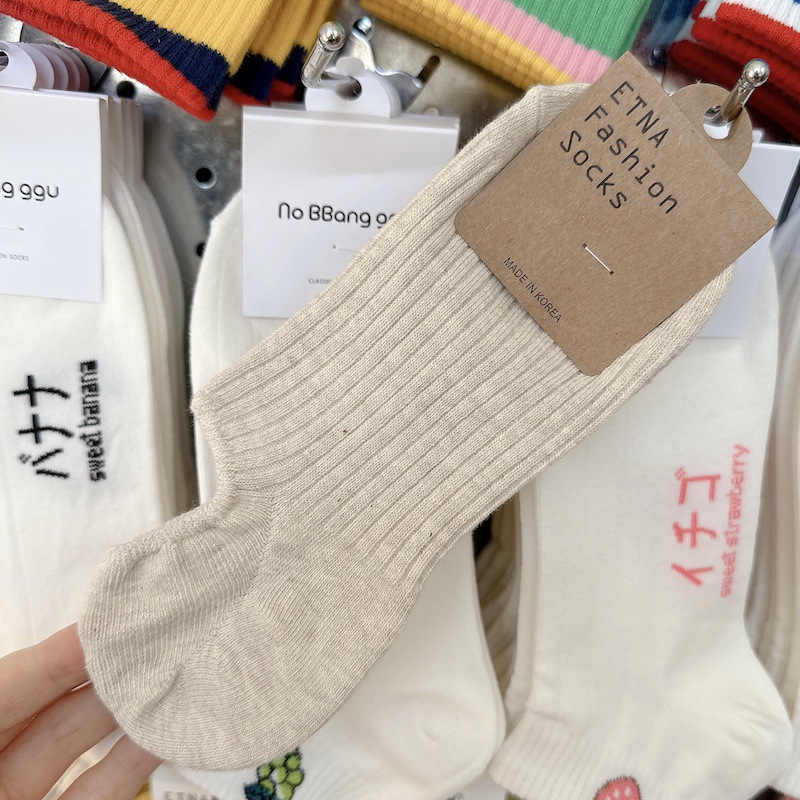 ETNA
Fashion
Socks
MADE IN KOREA
No BBang
ggu
バナナ
sweet banana
イチゴ
sweet strawberry